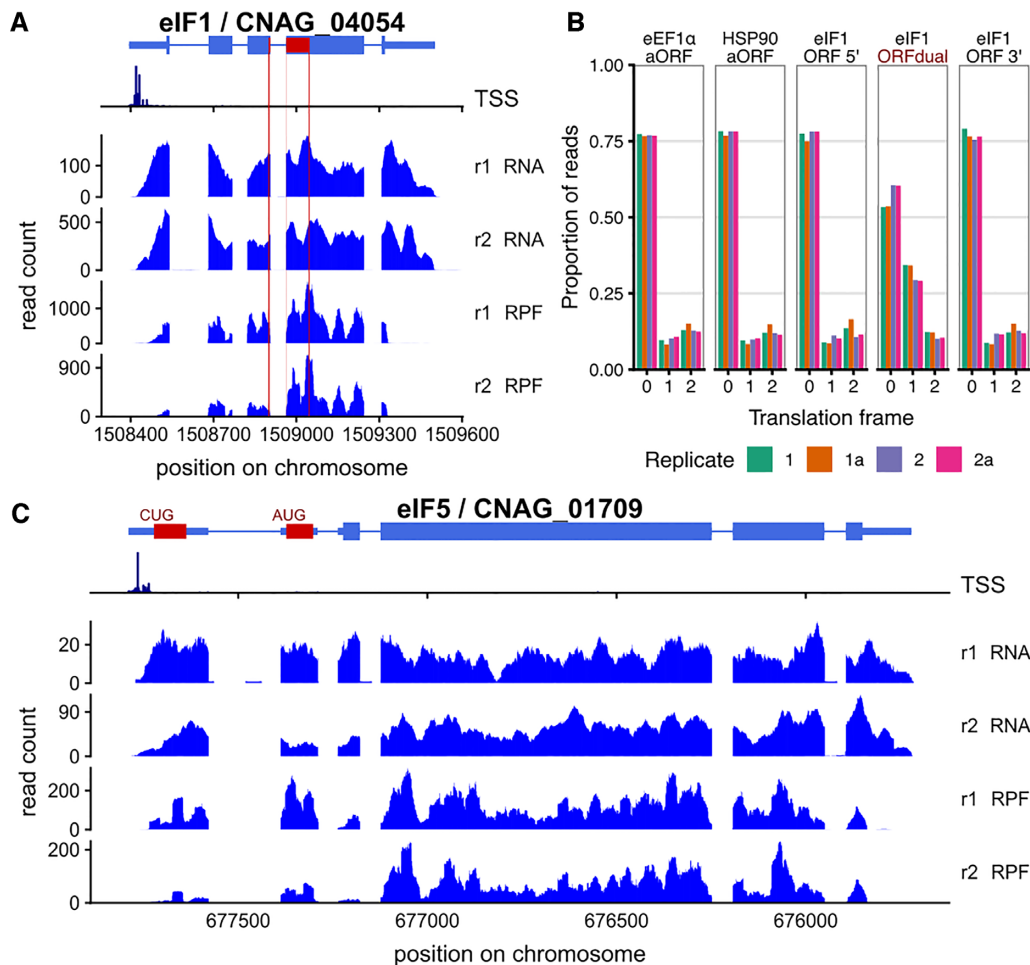 A
eIF1 / CNAG_04054
TSS
100
0
r1 RNA
500
0
r2 RNA
1000
0
r1 RPF
900
0
r2 RPF
read count
1508400 1508700 1509000 1509300 1509600
position on chromosome
B
eEF1α aORF
HSP90 aORF
eIF1 ORF 5'
eIF1 ORFdual
eIF1 ORF 3'
1.00
0.75
0.50
0.25
0.00
Proportion of reads
0 1 2 0 1 2 0 1 2 0 1 2 0 1 2
Translation frame
Replicate 1 1a 2 2a
C
eIF5 / CNAG_01709
CUG AUG
TSS
20
0
r1 RNA
90
0
r2 RNA
200
0
r1 RPF
200
0
r2 RPF
read count
677500 677000 676500 676000
position on chromosome